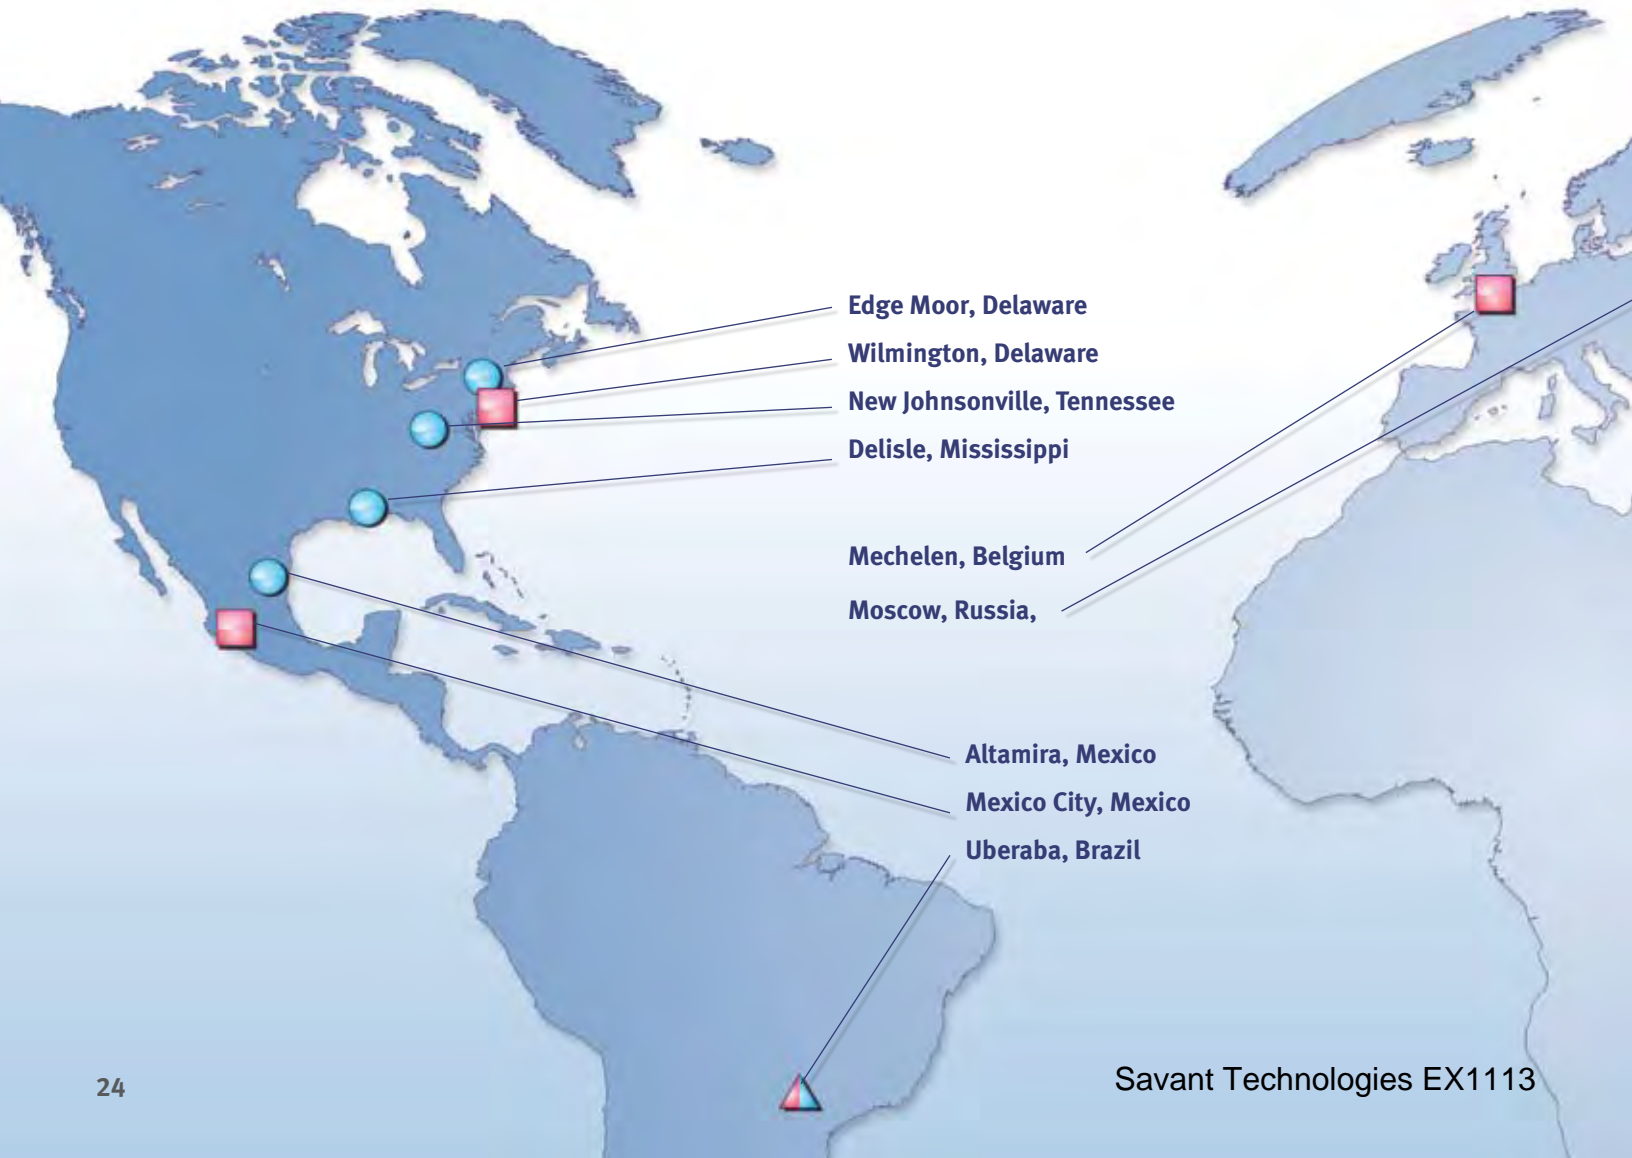 Edge Moor, Delaware
Wilmington, Delaware
New Johnsonville, Tennessee
Delisle, Mississippi
Mechelen, Belgium
Moscow, Russia,
Altamira, Mexico
Mexico City, Mexico
Uberaba, Brazil
24
Savant Technologies EX1113